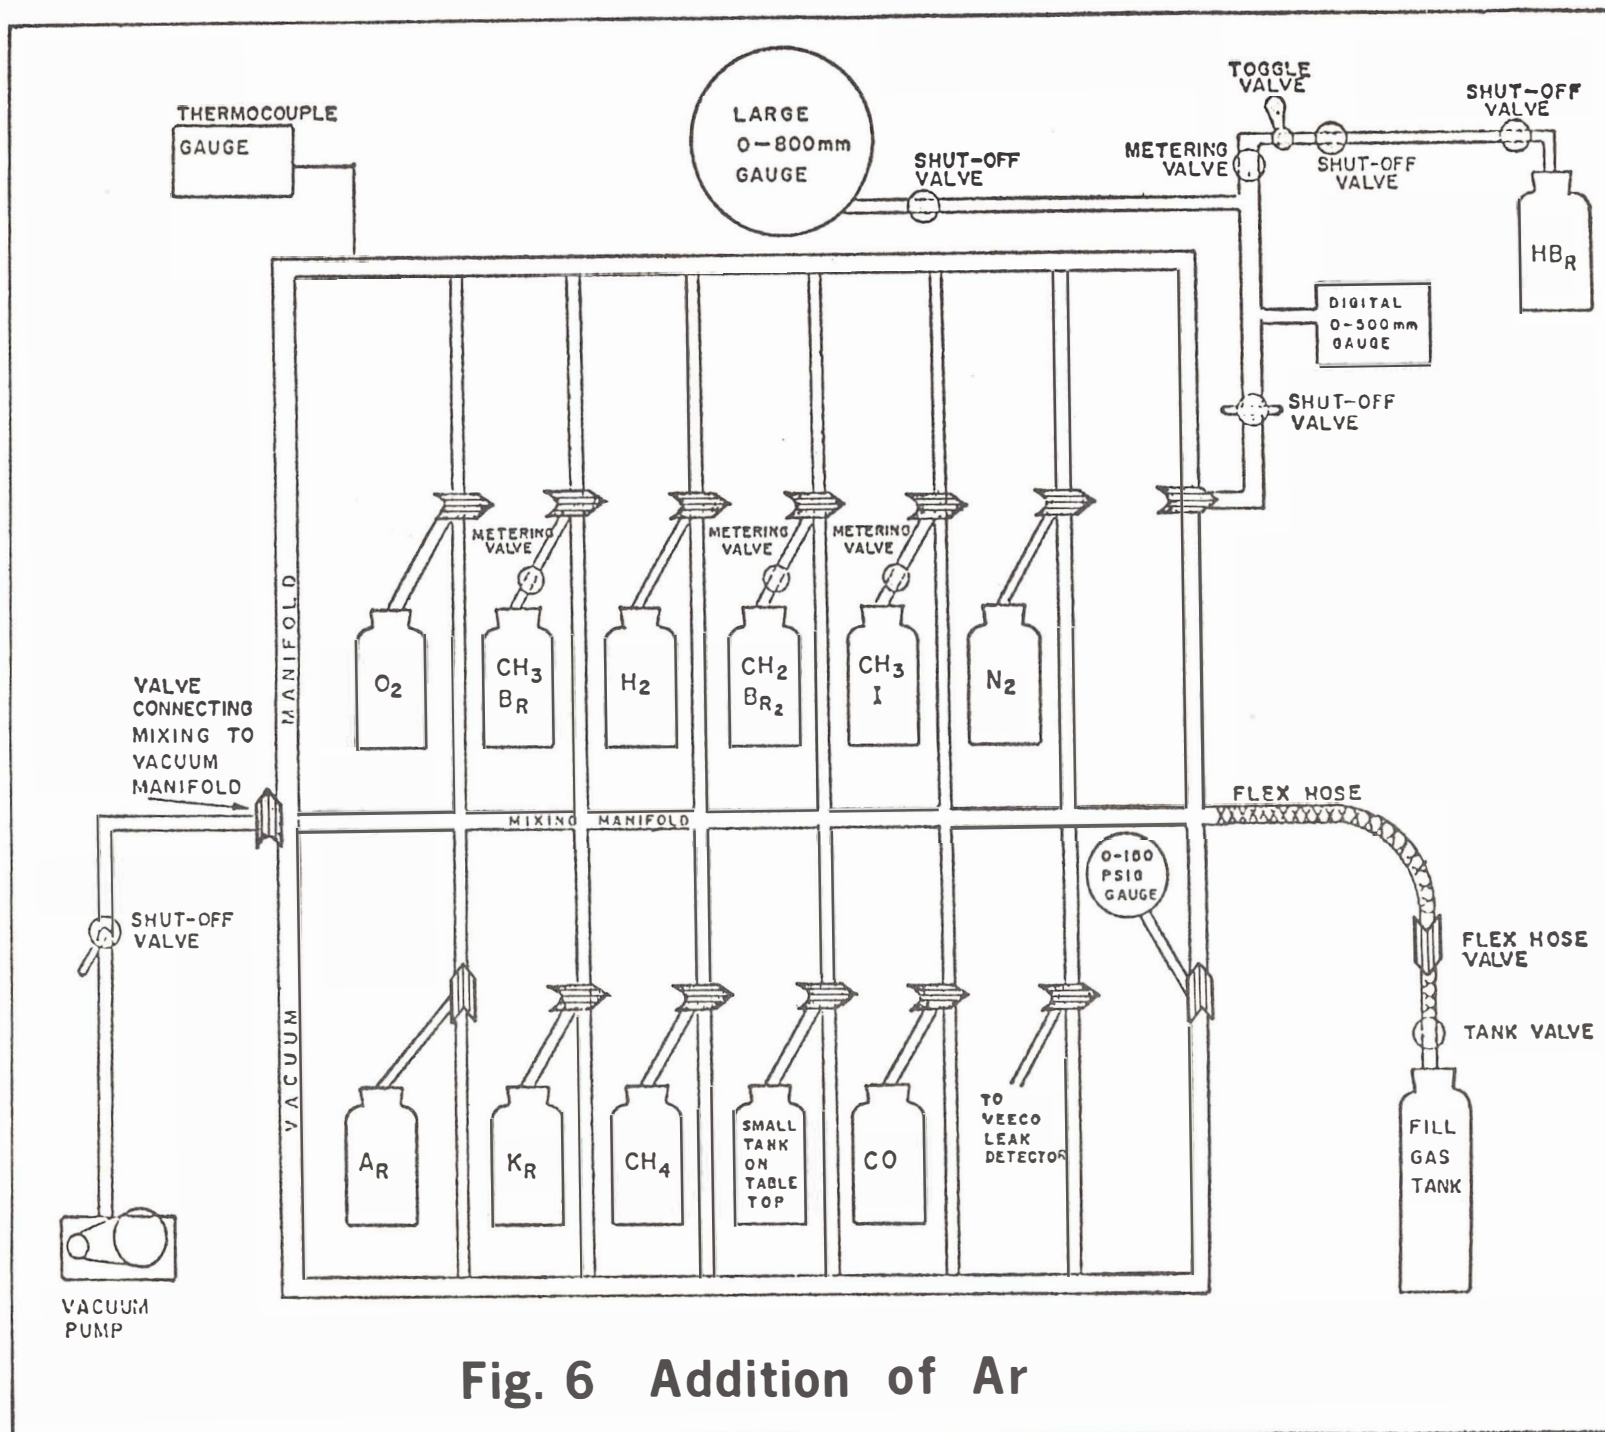 THERMOCOUPLE
GAUGE
LARGE
0-800mm
GAUGE
SHUT-OFF
VALVE
TOGGLE
VALVE
METERING
VALVE
SHUT-OFF
VALVE
SHUT-OFF
VALVE
HBR
DIGITAL
0-500mm
GAUGE
SHUT-OFF
VALVE
METERING
VALVE
METERING
VALVE
METERING
VALVE
O2
CH3
BR
H2
CH2
BR2
CH3
I
N2
MANIFOLD
VALVE
CONNECTING
MIXING TO
VACUUM
MANIFOLD
MIXING MANIFOLD
FLEX HOSE
0-160
PSIG
GAUGE
SHUT-OFF
VALVE
FLEX HOSE
VALVE
TANK VALVE
VACUUM
AR
KR
CH4
SMALL
TANK
ON
TABLE
TOP
CO
TO
VEECO
LEAK
DETECTOR
FILL
GAS
TANK
VACUUM
PUMP
Fig. 6 Addition of Ar